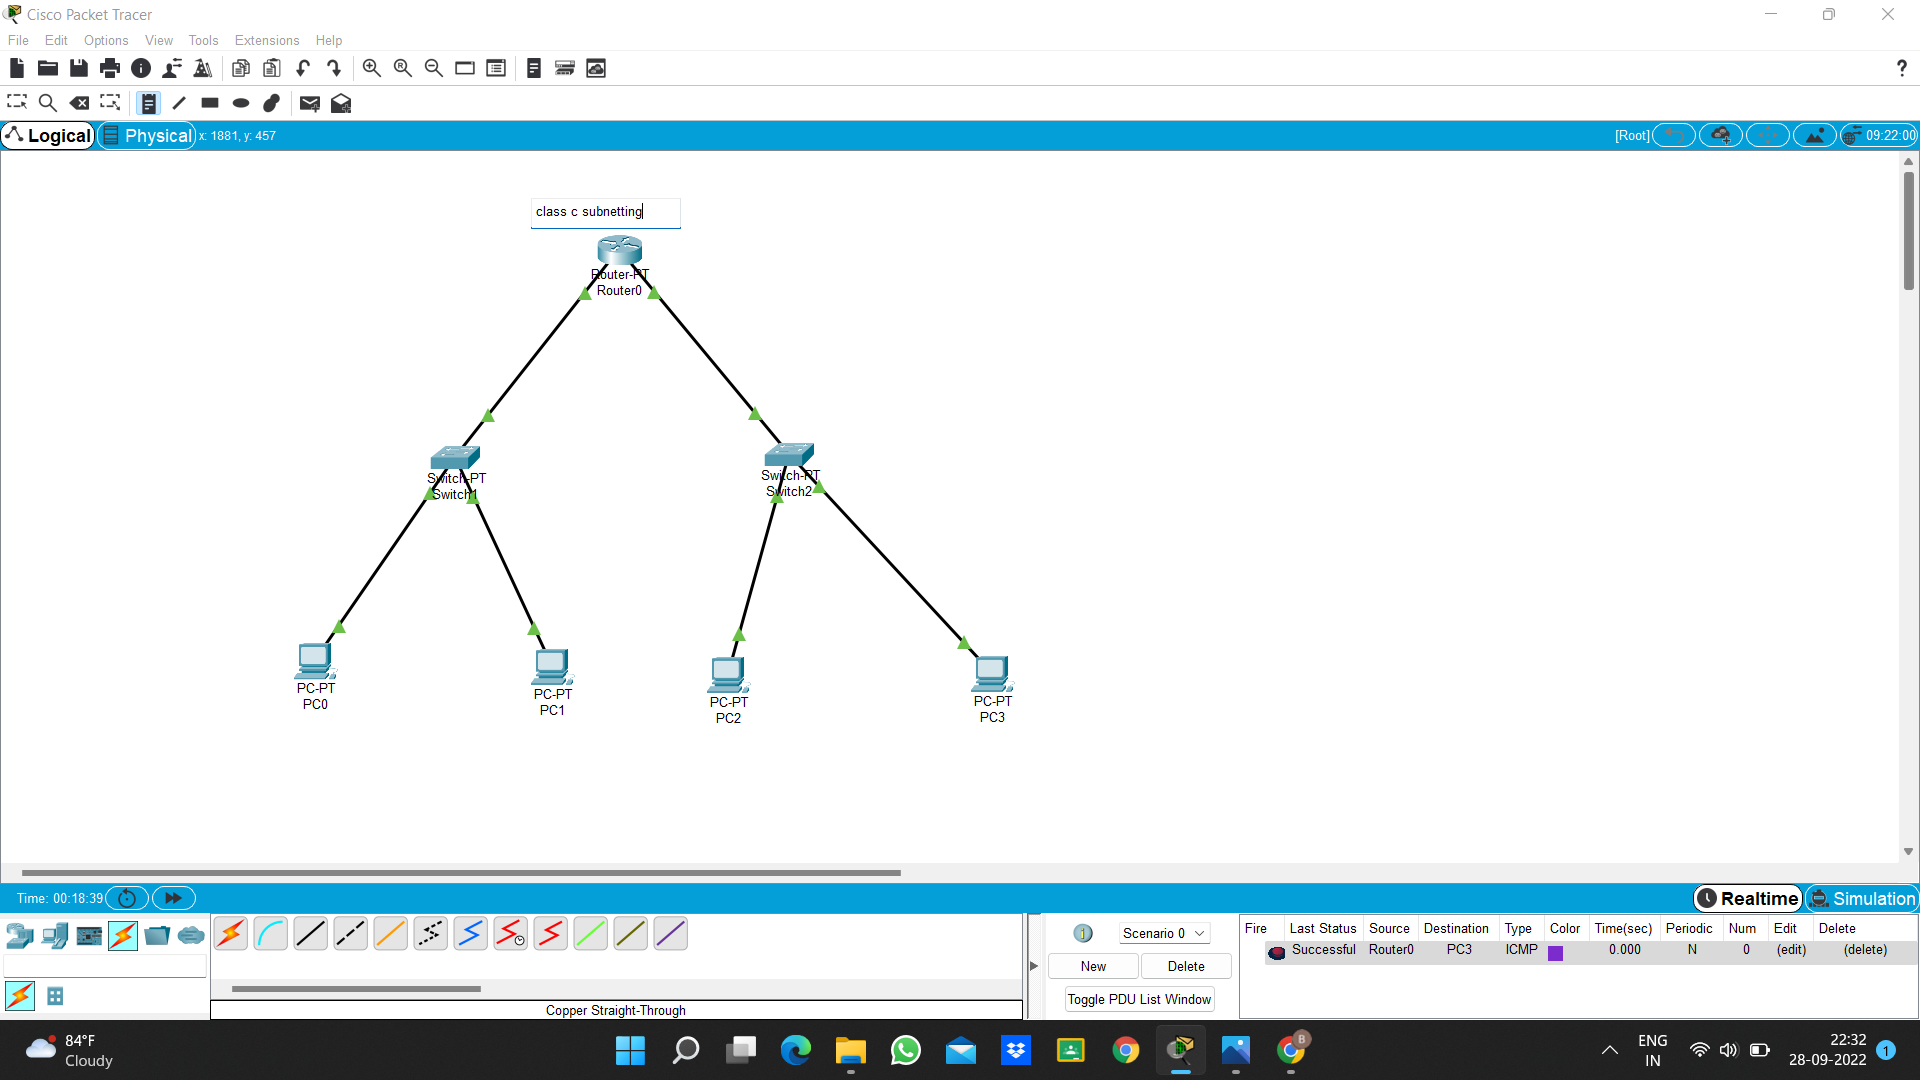 Cisco Packet Tracer
File Edit Options View Tools Extensions Help
?
Logical Physical x: 1881, y: 457 [Root] 09:22:00
class c subnetting
Router-PT
Router0
Switch-PT
Switch1
Switch-PT
Switch2
PC-PT
PC0
PC-PT
PC1
PC-PT
PC2
PC-PT
PC3
Time: 00:18:39 Realtime Simulation
Scenario 0
New Delete
Toggle PDU List Window
Fire Last Status Source Destination Type Color Time(sec) Periodic Num Edit Delete
Successful Router0 PC3 ICMP 0.000 N 0 (edit) (delete)
Copper Straight-Through
84°F
Cloudy
ENG
IN
22:32
28-09-2022
1